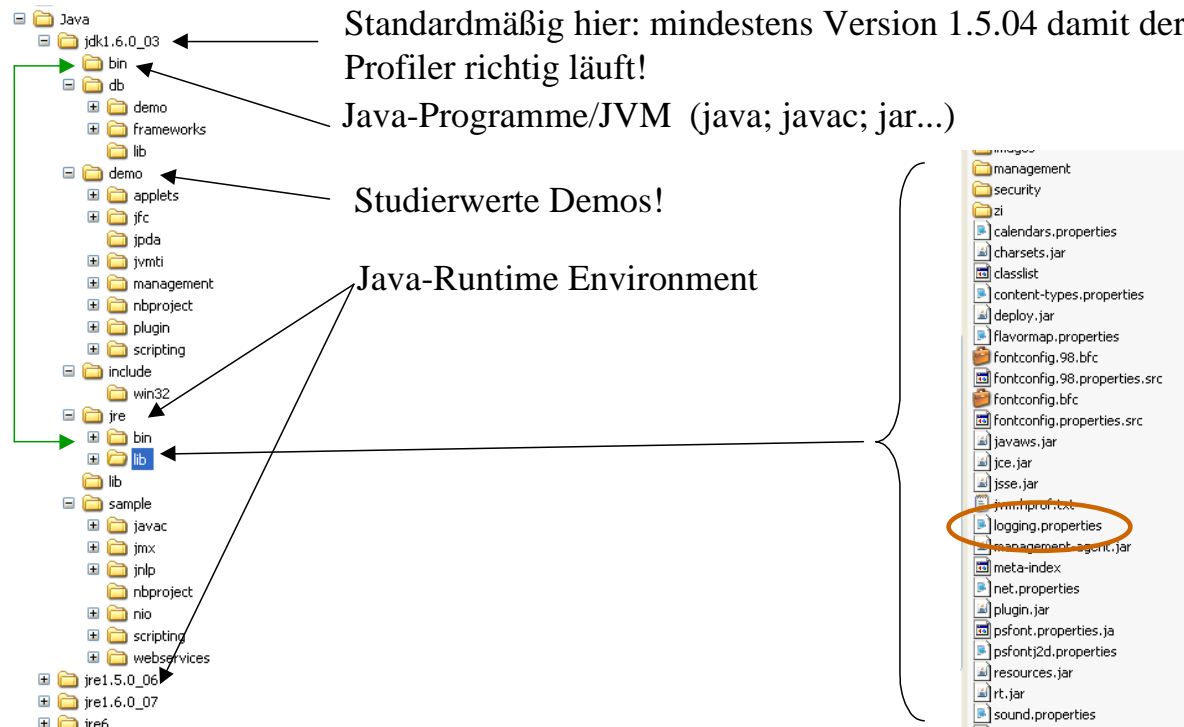 Java
jdk1.6.0_03
bin
db
demo
frameworks
lib
demo
applets
jfc
jpda
jvmti
management
nbproject
plugin
scripting
include
win32
jre
bin
lib
lib
sample
javac
jmx
jnlp
nbproject
nio
scripting
webservices
jre1.5.0_06
jre1.6.0_07
jre6
Standardmäßig hier: mindestens Version 1.5.04 damit der
Profiler richtig läuft!
Java-Programme/JVM (java; javac; jar...)
Studierwerte Demos!
Java-Runtime Environment
images
management
security
zi
calendars.properties
charsets.jar
classlist
content-types.properties
deploy.jar
flavormap.properties
fontconfig.98.bfc
fontconfig.98.properties.src
fontconfig.bfc
fontconfig.properties.src
javaws.jar
jce.jar
jsse.jar
jvm.hprof.txt
logging.properties
management-agent.jar
meta-index
net.properties
plugin.jar
psfont.properties.ja
psfontj2d.properties
resources.jar
rt.jar
sound.properties